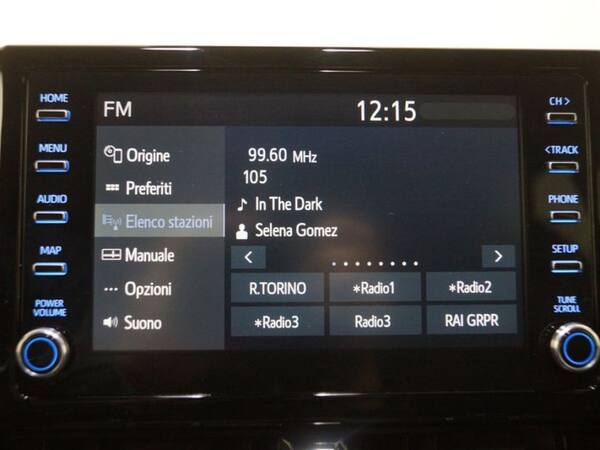 HOME
MENU
AUDIO
MAP
POWER
VOLUME
FM
12:15
Origine
Preferiti
Elenco stazioni
Manuale
Opzioni
Suono
99.60 MHz
105
In The Dark
Selena Gomez
< >
R.TORINO *Radio1 *Radio2
*Radio3 Radio3 RAI GRPR
CH >
< TRACK
PHONE
SETUP
TUNE
SCROLL